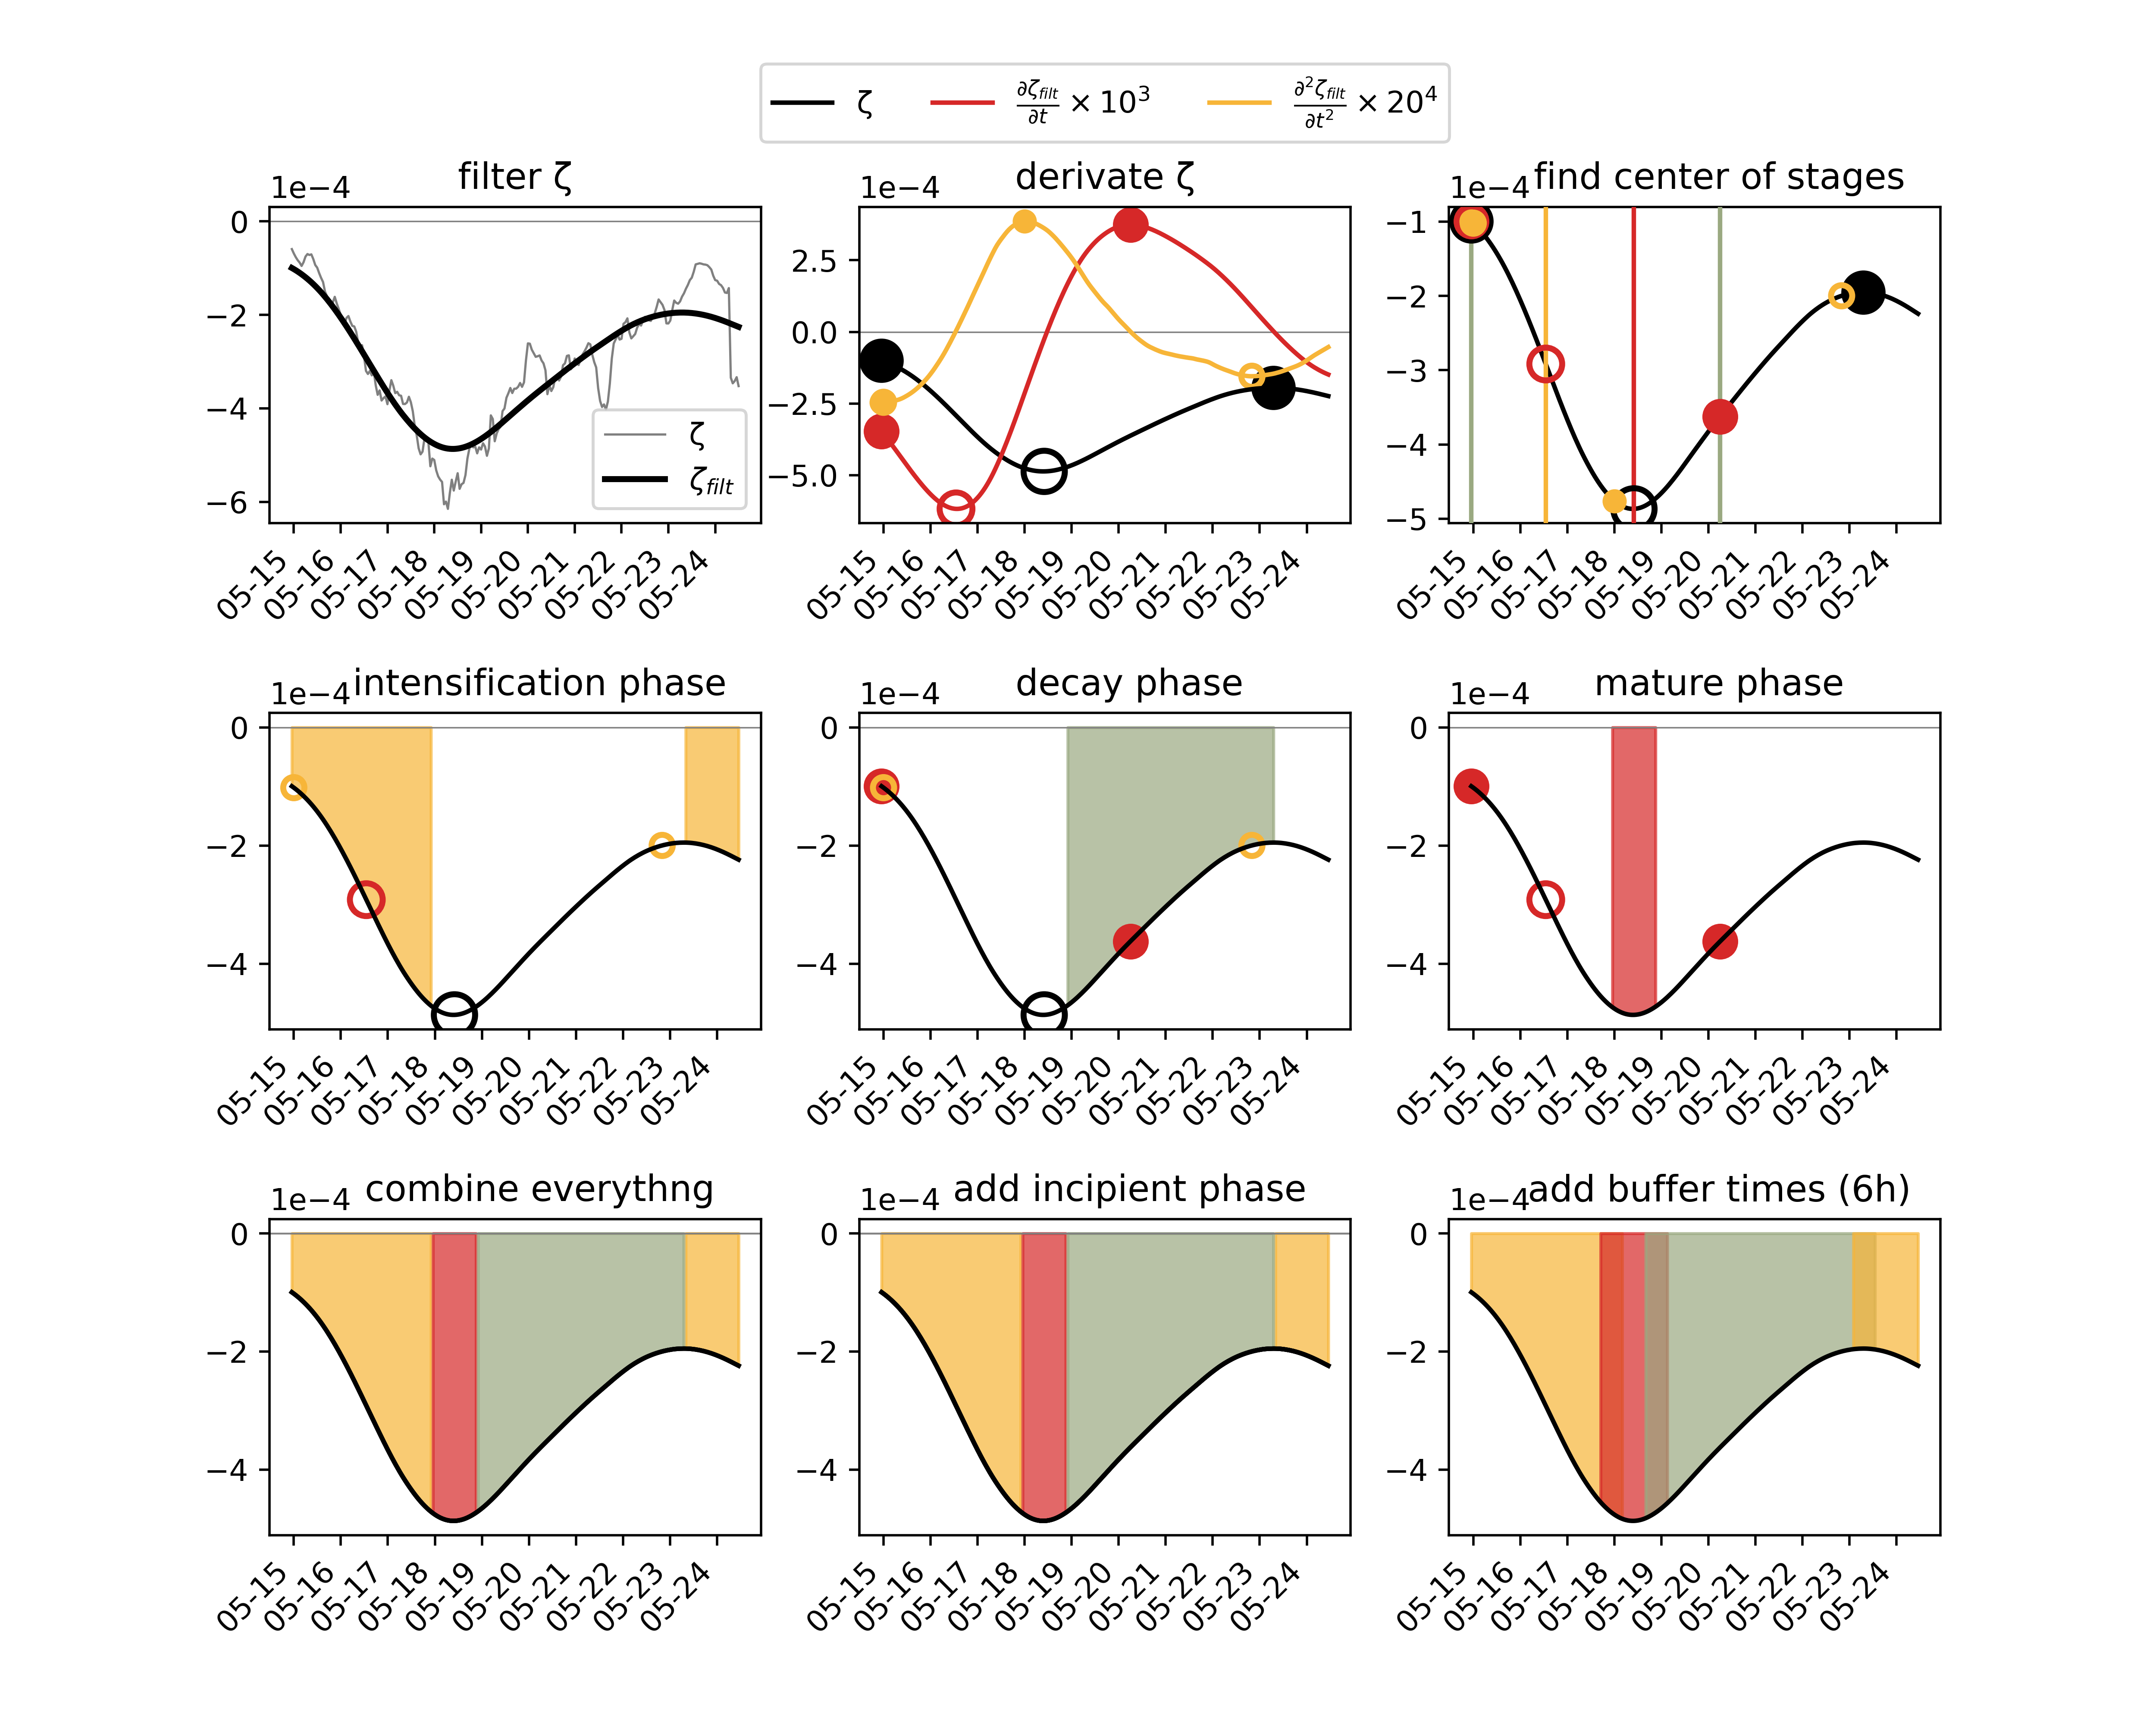 ζ ∂ζ_filt/∂t × 10³ ∂²ζ_filt/∂t² × 20⁴
filter ζ
1e−4
0
−2
−4
−6
ζ
ζ_filt
05-15 05-16 05-17 05-18 05-19 05-20 05-21 05-22 05-23 05-24
derivate ζ
1e−4
2.5
0.0
−2.5
−5.0
05-15 05-16 05-17 05-18 05-19 05-20 05-21 05-22 05-23 05-24
find center of stages
1e−4
−1
−2
−3
−4
−5
05-15 05-16 05-17 05-18 05-19 05-20 05-21 05-22 05-23 05-24
intensification phase
1e−4
0
−2
−4
05-15 05-16 05-17 05-18 05-19 05-20 05-21 05-22 05-23 05-24
decay phase
1e−4
0
−2
−4
05-15 05-16 05-17 05-18 05-19 05-20 05-21 05-22 05-23 05-24
mature phase
1e−4
0
−2
−4
05-15 05-16 05-17 05-18 05-19 05-20 05-21 05-22 05-23 05-24
combine everythng
1e−4
0
−2
−4
05-15 05-16 05-17 05-18 05-19 05-20 05-21 05-22 05-23 05-24
add incipient phase
1e−4
0
−2
−4
05-15 05-16 05-17 05-18 05-19 05-20 05-21 05-22 05-23 05-24
add buffer times (6h)
1e−4
0
−2
−4
05-15 05-16 05-17 05-18 05-19 05-20 05-21 05-22 05-23 05-24